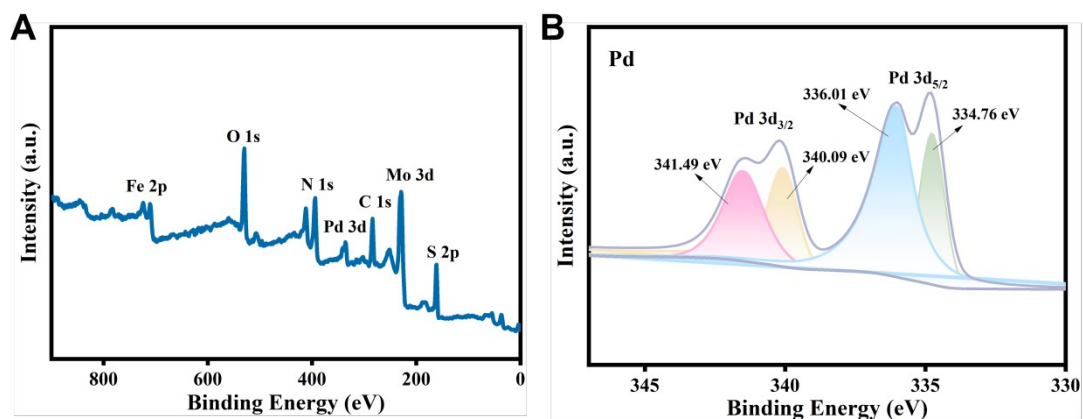 A
Intensity (a.u.)
Fe 2p
O 1s
N 1s
Pd 3d
C 1s
Mo 3d
S 2p
800 600 400 200 0
Binding Energy (eV)
B
Intensity (a.u.)
Pd
Pd 3d3/2
341.49 eV
340.09 eV
Pd 3d5/2
336.01 eV
334.76 eV
345 340 335 330
Binding Energy (eV)